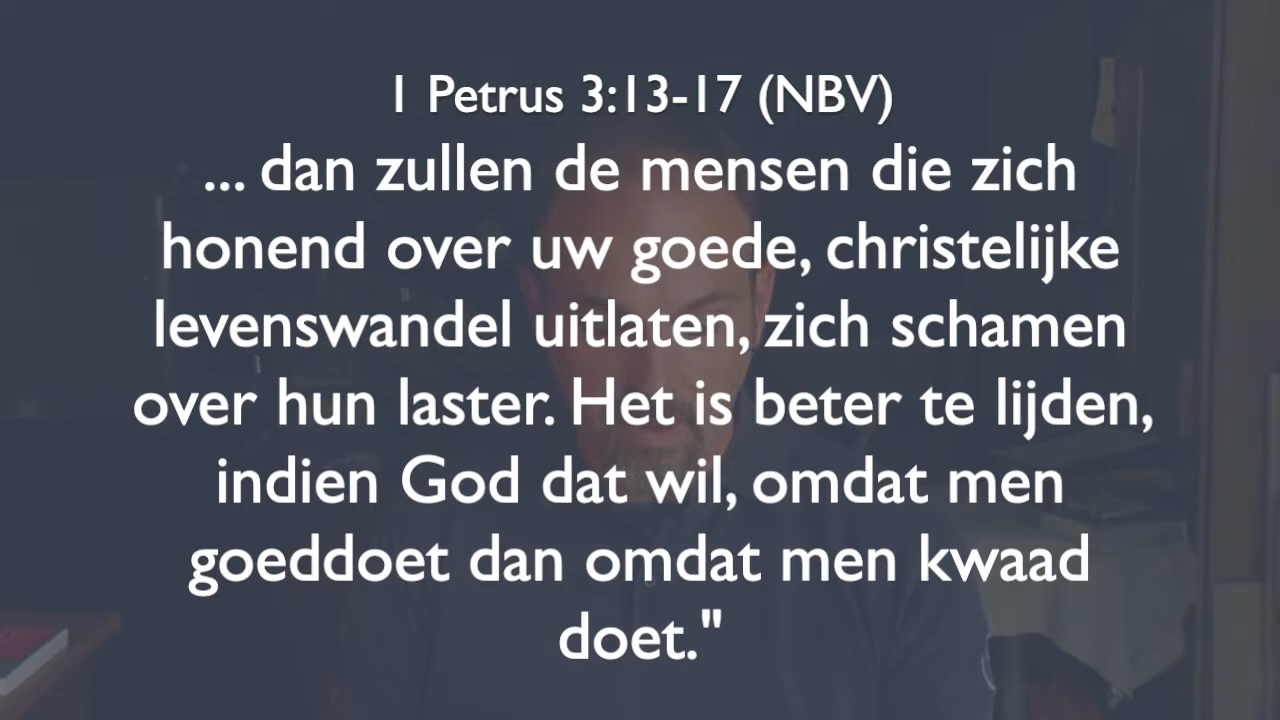 1 Petrus 3:13-17 (NBV)
... dan zullen de mensen die zich
honend over uw goede, christelijke
levenswandel uitlaten, zich schamen
over hun laster. Het is beter te lijden,
indien God dat wil, omdat men
goeddoet dan omdat men kwaad
doet."